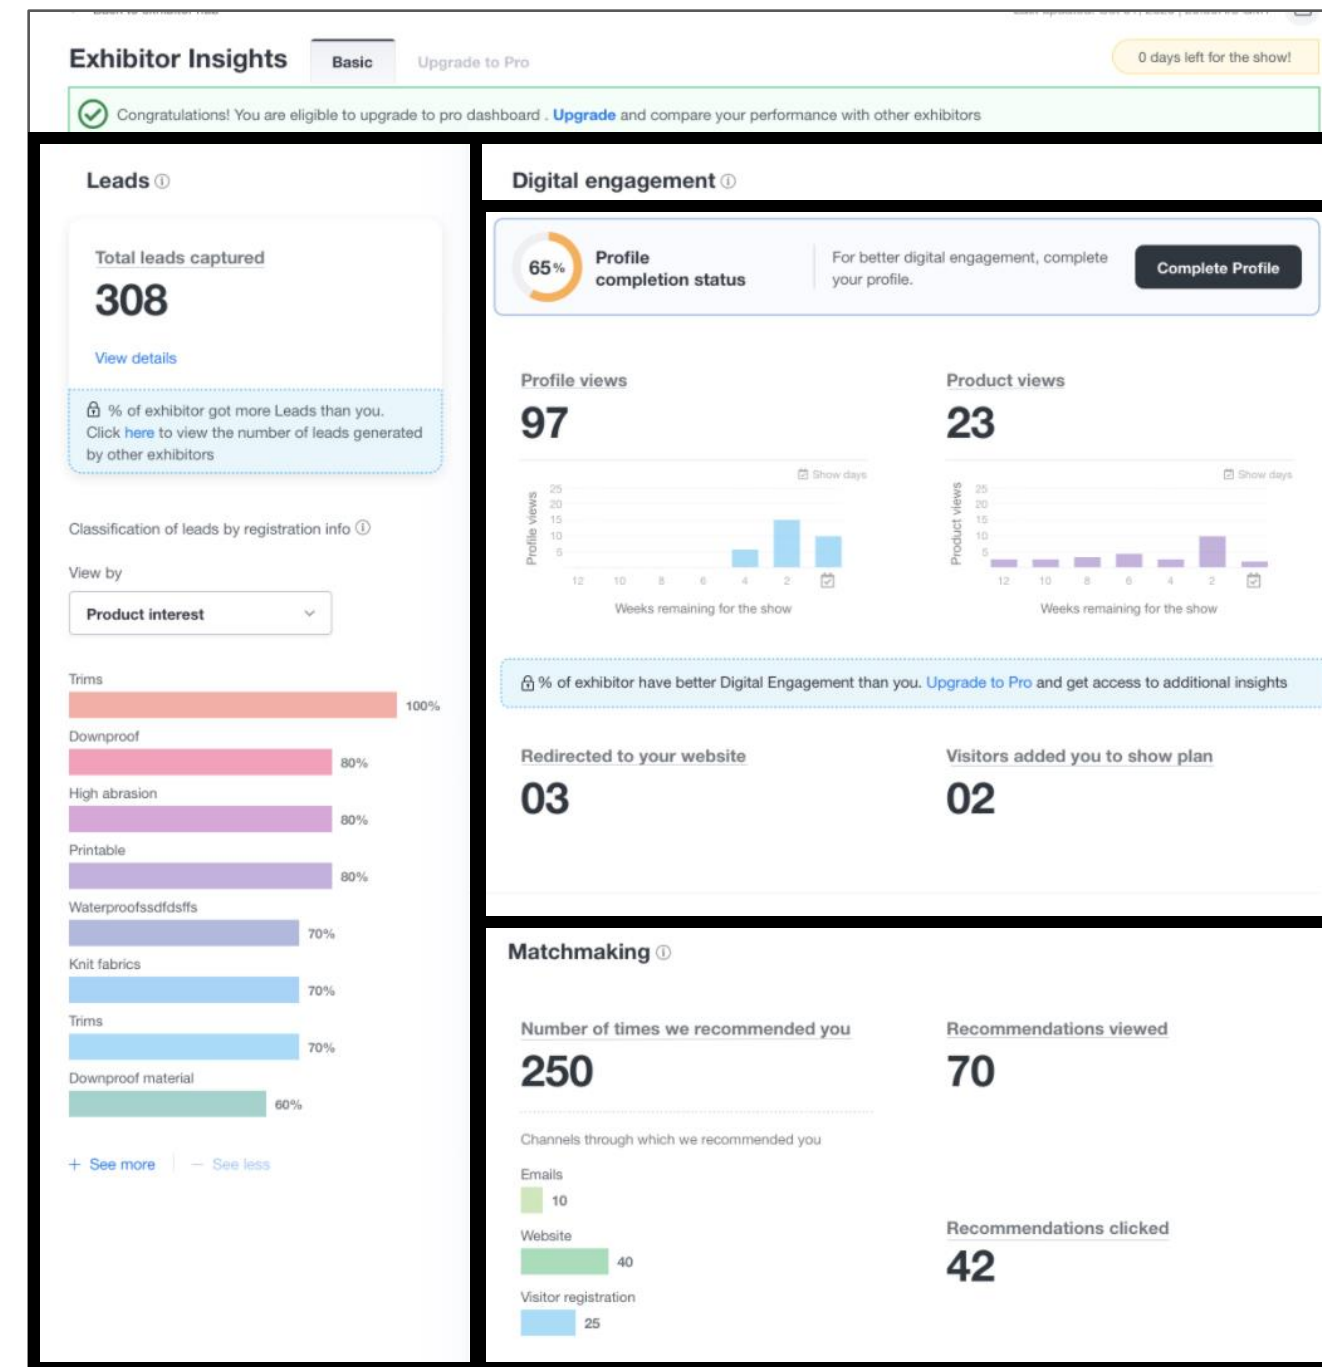 Exhibitor Insights
Basic
Upgrade to Pro
0 days left for the show!
Congratulations! You are eligible to upgrade to pro dashboard . Upgrade and compare your performance with other exhibitors
Leads
Total leads captured
308
View details
% of exhibitor got more Leads than you.
Click here to view the number of leads generated
by other exhibitors
Classification of leads by registration info
View by
Product interest
Trims
100%
Downproof
80%
High abrasion
80%
Printable
80%
Waterproofssdfdsffs
70%
Knit fabrics
70%
Trims
70%
Downproof material
60%
+ See more
− See less
Digital engagement
65%
Profile
completion status
For better digital engagement, complete
your profile.
Complete Profile
Profile views
97
Show days
Profile views
25
20
15
10
5
12 10 8 6 4 2
Weeks remaining for the show
Product views
23
Show days
Product views
25
20
15
10
5
12 10 8 6 4 2
Weeks remaining for the show
% of exhibitor have better Digital Engagement than you. Upgrade to Pro and get access to additional insights
Redirected to your website
03
Visitors added you to show plan
02
Matchmaking
Number of times we recommended you
250
Channels through which we recommended you
Emails
10
Website
40
Visitor registration
25
Recommendations viewed
70
Recommendations clicked
42